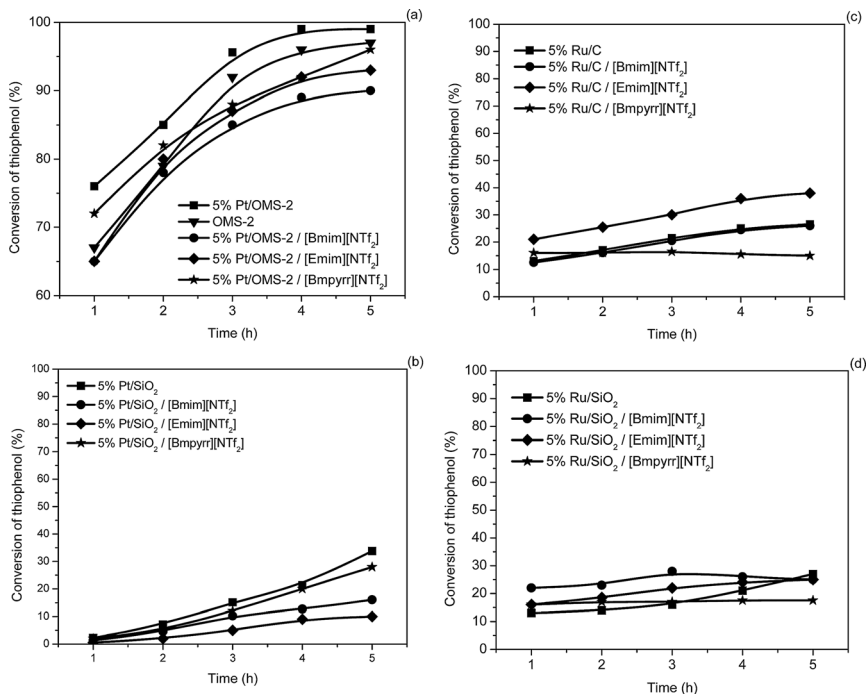 (a)
Conversion of thiophenol (%)
100
90
80
70
60
5% Pt/OMS-2
OMS-2
5% Pt/OMS-2 / [Bmim][NTf₂]
5% Pt/OMS-2 / [Emim][NTf₂]
5% Pt/OMS-2 / [Bmpyrr][NTf₂]
1 2 3 4 5
Time (h)
(c)
Conversion of thiophenol (%)
100
90
80
70
60
50
40
30
20
10
0
5% Ru/C
5% Ru/C / [Bmim][NTf₂]
5% Ru/C / [Emim][NTf₂]
5% Ru/C / [Bmpyrr][NTf₂]
1 2 3 4 5
Time (h)
(b)
Conversion of thiophenol (%)
100
90
80
70
60
50
40
30
20
10
0
5% Pt/SiO₂
5% Pt/SiO₂ / [Bmim][NTf₂]
5% Pt/SiO₂ / [Emim][NTf₂]
5% Pt/SiO₂ / [Bmpyrr][NTf₂]
1 2 3 4 5
Time (h)
(d)
Conversion of thiophenol (%)
100
90
80
70
60
50
40
30
20
10
0
5% Ru/SiO₂
5% Ru/SiO₂ / [Bmim][NTf₂]
5% Ru/SiO₂ / [Emim][NTf₂]
5% Ru/SiO₂ / [Bmpyrr][NTf₂]
1 2 3 4 5
Time (h)